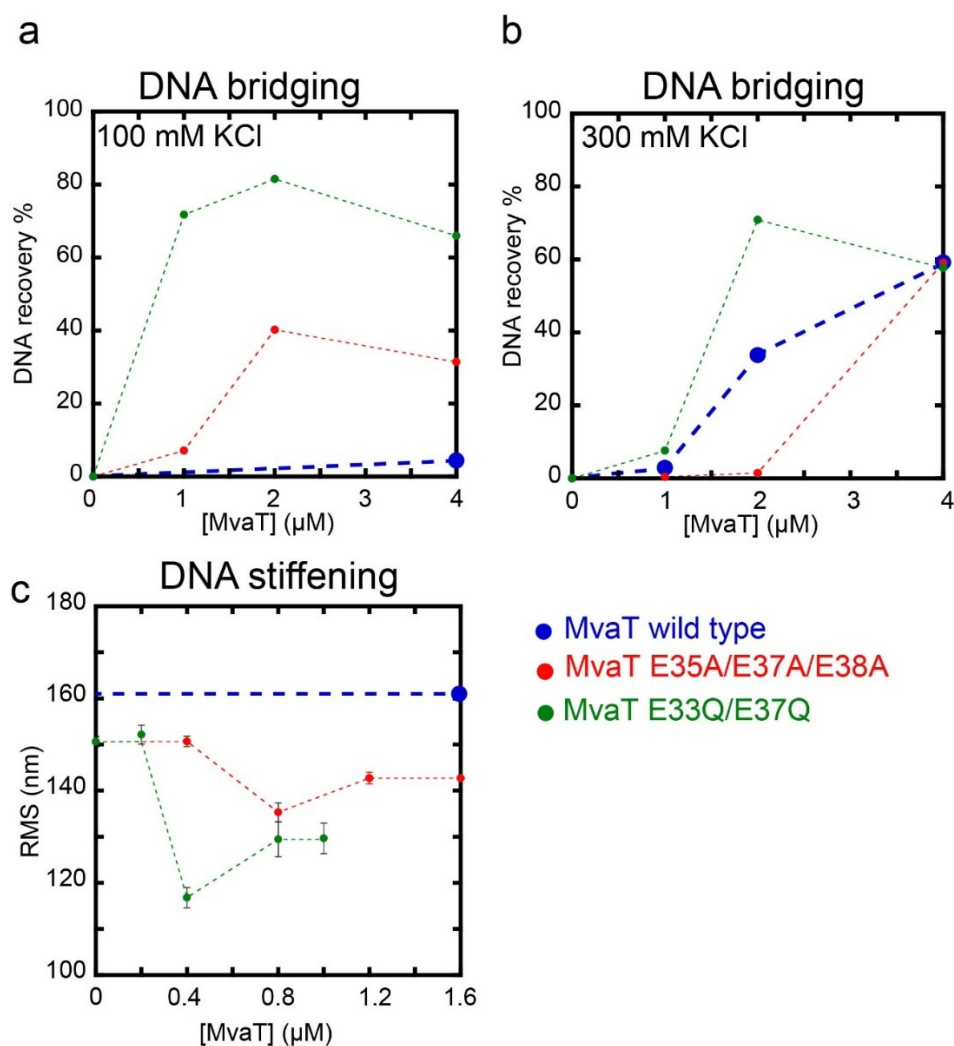 a
DNA bridging
100 mM KCl
DNA recovery %
100
80
60
40
20
0
0 1 2 3 4
[MvaT] (µM)
b
DNA bridging
300 mM KCl
DNA recovery %
100
80
60
40
20
0
0 1 2 3 4
[MvaT] (µM)
c
DNA stiffening
RMS (nm)
180
160
140
120
100
0 0.4 0.8 1.2 1.6
[MvaT] (µM)
MvaT wild type
MvaT E35A/E37A/E38A
MvaT E33Q/E37Q